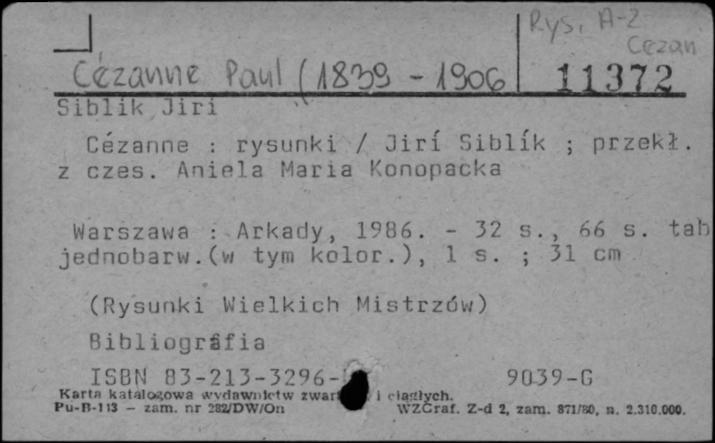 Rys. A-Z
Cezan
Cézanne Paul (1839 - 1906
11372
Siblik Jiri
Cézanne : rysunki / Jirí Siblík ; przekł.
z czes. Aniela Maria Konopacka
Warszawa : Arkady, 1986. - 32 s., 66 s. tab
jednobarw.(w tym kolor.), 1 s. ; 31 cm
(Rysunki Wielkich Mistrzów)
Bibliografia
ISBN 83-213-3296- 9039-G
Karta katalogowa wydawnictw i ciągłych.
Pu-B-113 — zam. nr 282/DW/On WZGraf. Z-d 2, zam. 871/80, n. 2.310.000.